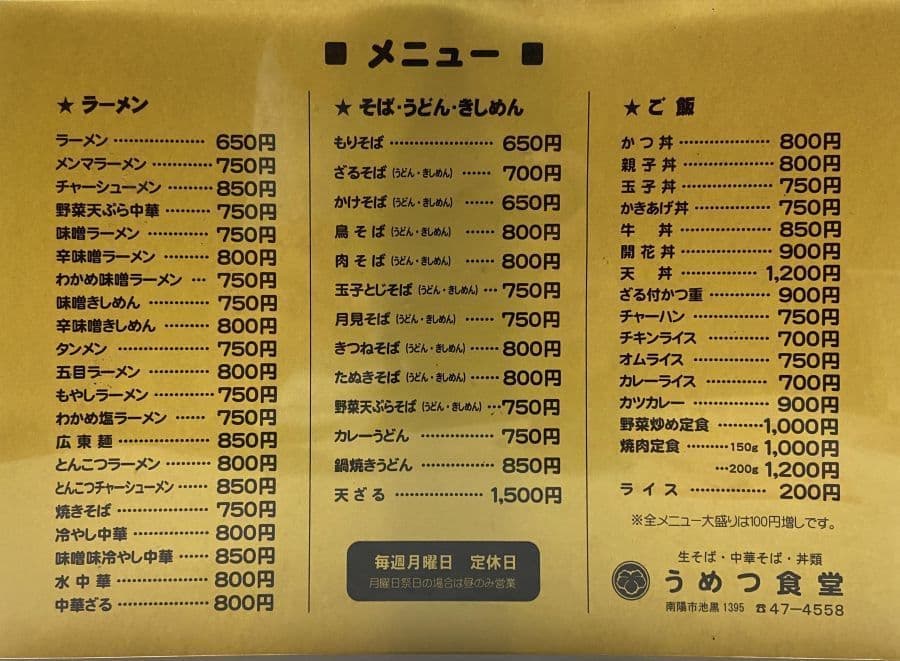 ■ メニュー ■
★ ラーメン
ラーメン ………………… 650円
メンマラーメン ………… 750円
チャーシューメン ……… 850円
野菜天ぷら中華 ……… 750円
味噌ラーメン ………… 750円
辛味噌ラーメン ……… 800円
わかめ味噌ラーメン … 750円
味噌きしめん ………… 750円
辛味噌きしめん ……… 800円
タンメン ……………… 750円
五目ラーメン ………… 800円
もやしラーメン ……… 750円
わかめ塩ラーメン …… 750円
広東麺 ……………… 850円
とんこつラーメン ……… 800円
とんこつチャーシューメン …… 850円
焼きそば ……………… 750円
冷やし中華 …………… 800円
味噌味冷やし中華 …… 850円
水中華 ……………… 800円
中華ざる ……………… 800円
★ そば・うどん・きしめん
もりそば ………………… 650円
ざるそば (うどん・きしめん) …… 700円
かけそば (うどん・きしめん) …… 650円
鳥そば (うどん・きしめん) …… 800円
肉そば (うどん・きしめん) …… 800円
玉子とじそば (うどん・きしめん) … 750円
月見そば (うどん・きしめん) …… 750円
きつねそば (うどん・きしめん) …… 800円
たぬきそば (うどん・きしめん) …… 800円
野菜天ぷらそば (うどん・きしめん) … 750円
カレーうどん …………… 750円
鍋焼きうどん …………… 850円
天ざる ………………… 1,500円
毎週月曜日 定休日
月曜日祭日の場合は昼のみ営業
★ ご飯
かつ丼 ………………… 800円
親子丼 ………………… 800円
玉子丼 ………………… 750円
かきあげ丼 …………… 750円
牛 丼 ………………… 850円
開花丼 ………………… 900円
天 丼 ………………… 1,200円
ざる付かつ重 ………… 900円
チャーハン …………… 750円
チキンライス ………… 700円
オムライス …………… 750円
カレーライス ………… 700円
カツカレー …………… 900円
野菜炒め定食 ……… 1,000円
焼肉定食 ……… 150g 1,000円
… 200g 1,200円
ライス ……………… 200円
※全メニュー大盛りは100円増しです。
生そば・中華そば・丼類
うめつ食堂
南陽市池黒1395 ☎47-4558